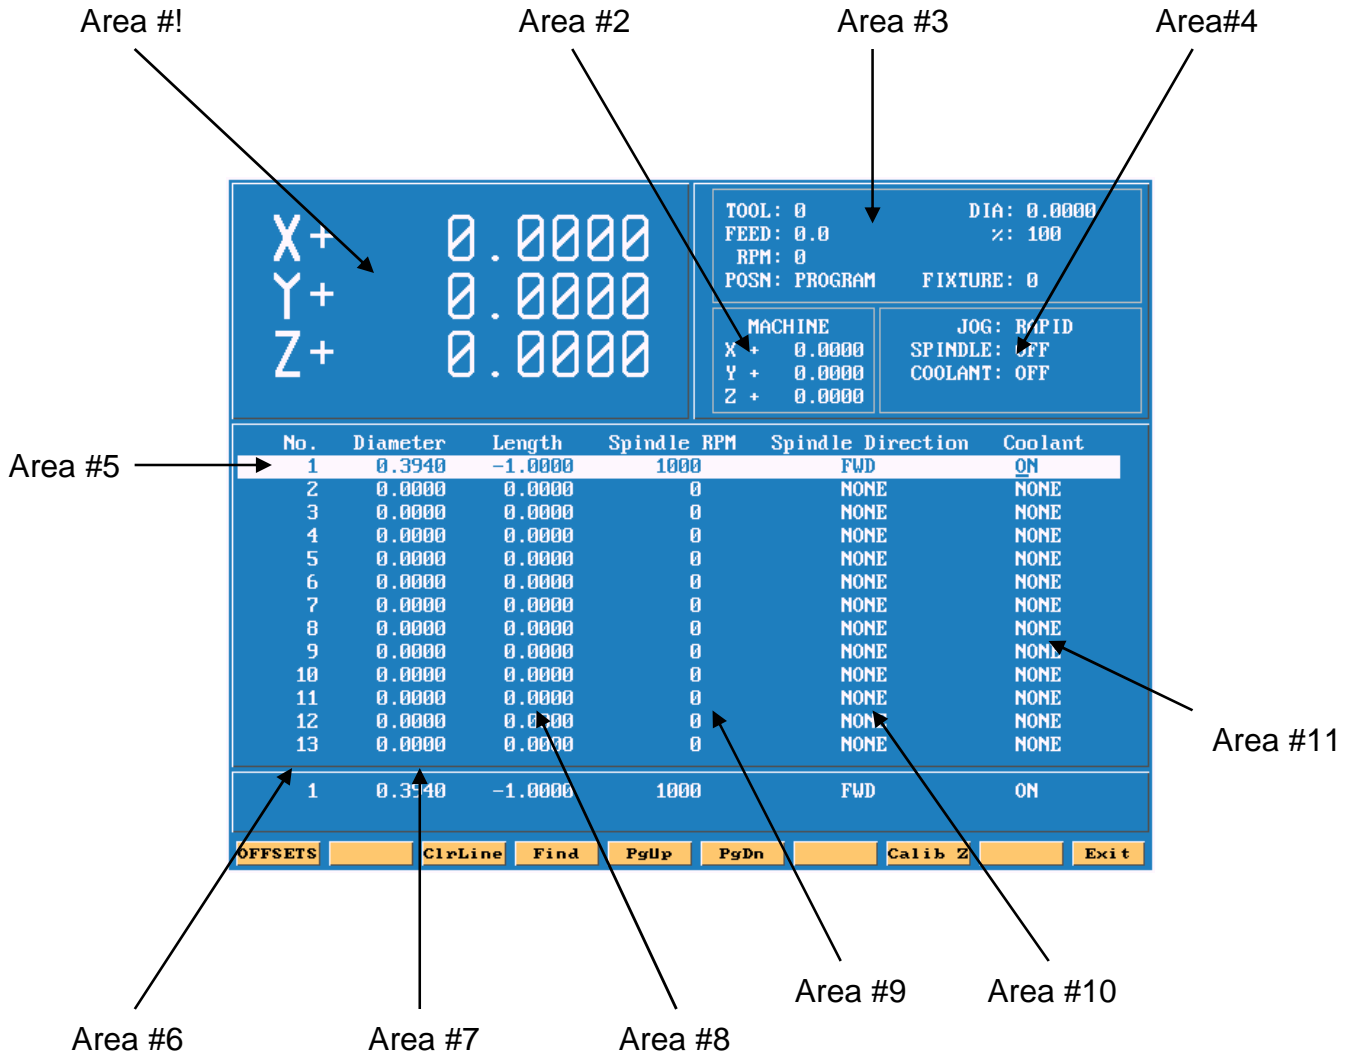 Area #! Area #2 Area #3 Area#4
X+ 0.0000
Y+ 0.0000
Z+ 0.0000
TOOL: 0 DIA: 0.0000
FEED: 0.0 %: 100
RPM: 0
POSN: PROGRAM FIXTURE: 0
MACHINE
X + 0.0000
Y + 0.0000
Z + 0.0000
JOG: RAPID
SPINDLE: OFF
COOLANT: OFF
No. Diameter Length Spindle RPM Spindle Direction Coolant
Area #5
1 0.3940 -1.0000 1000 FWD ON
2 0.0000 0.0000 0 NONE NONE
3 0.0000 0.0000 0 NONE NONE
4 0.0000 0.0000 0 NONE NONE
5 0.0000 0.0000 0 NONE NONE
6 0.0000 0.0000 0 NONE NONE
7 0.0000 0.0000 0 NONE NONE
8 0.0000 0.0000 0 NONE NONE
9 0.0000 0.0000 0 NONE NONE
10 0.0000 0.0000 0 NONE NONE
11 0.0000 0.0000 0 NONE NONE
12 0.0000 0.0000 0 NONE NONE
13 0.0000 0.0000 0 NONE NONE
Area #11
1 0.3940 -1.0000 1000 FWD ON
OFFSETS ClrLine Find PgUp PgDn Calib Z Exit
Area #9 Area #10
Area #6 Area #7 Area #8